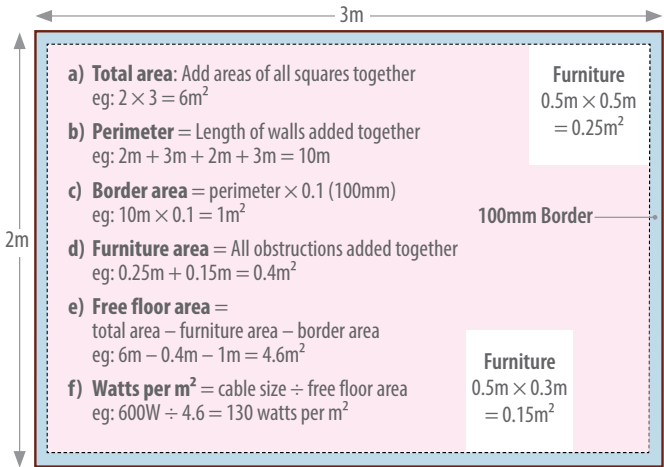 3m
2m
a) Total area: Add areas of all squares together
eg: 2 × 3 = 6m²
b) Perimeter = Length of walls added together
eg: 2m + 3m + 2m + 3m = 10m
c) Border area = perimeter × 0.1 (100mm)
eg: 10m × 0.1 = 1m²
d) Furniture area = All obstructions added together
eg: 0.25m + 0.15m = 0.4m²
e) Free floor area =
total area – furniture area – border area
eg: 6m – 0.4m – 1m = 4.6m²
f) Watts per m² = cable size ÷ free floor area
eg: 600W ÷ 4.6 = 130 watts per m²
Furniture
0.5m × 0.5m
= 0.25m²
100mm Border
Furniture
0.5m × 0.3m
= 0.15m²